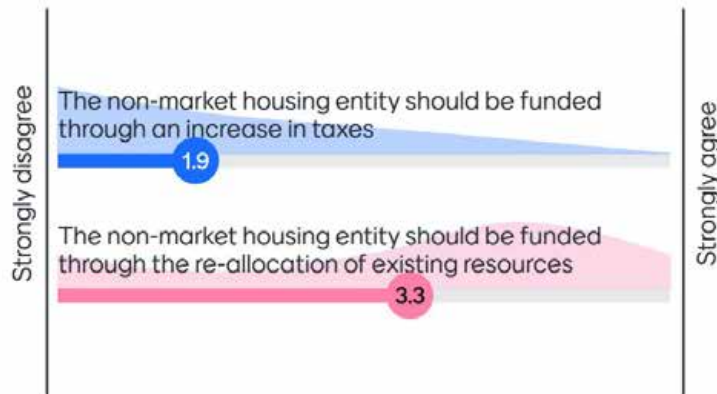 Strongly disagree
The non-market housing entity should be funded
through an increase in taxes
1.9
The non-market housing entity should be funded
through the re-allocation of existing resources
3.3
Strongly agree